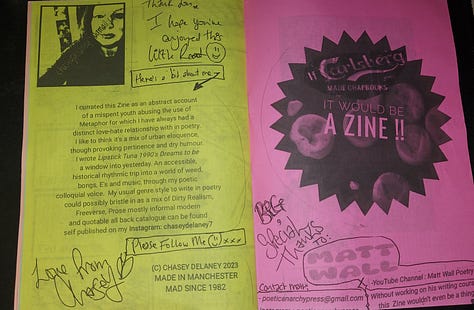 Thank you.
I hope you've
enjoyed this
little Read
Here's a bit about me
I curated this Zine as an abstract account
of a mispent youth abusing the use of
Metaphor for which I have always had a
distinct love-hate relationship with in poetry.
I like to think it's a mix of urban eloquence,
though provoking pertinence and dry humour.
I wrote Lipstick Tuna 1990's Dreams to be
a window into yesterday. An accessible,
historical rhythmic trip into a world of weed,
bongs, E's and music, through my poetic
colloquial voice. My usual genre style to write in poetry
could possibly bristle in as a mix of Dirty Realism,
Freeverse, Prose mostly informal modern
and quotable all back catalogue can be found
self published on my Instagram: chaseydelaney7
Please Follow Me xxx
Love from
Chasey
(C) CHASEY DELANEY 2023
MADE IN MANCHESTER
MAD SINCE 1982
If Carlsberg
MADE CHAPBOOKS
IT WOULD BE
A ZINE !!
Thanks
TO:
MATT
WALL
Contact more:
-YouTube Channel : Matt Wall Poetry
- poeticanarchypress@gmail.com
Without working on his writing course
this Zine wouldn't even be a thing